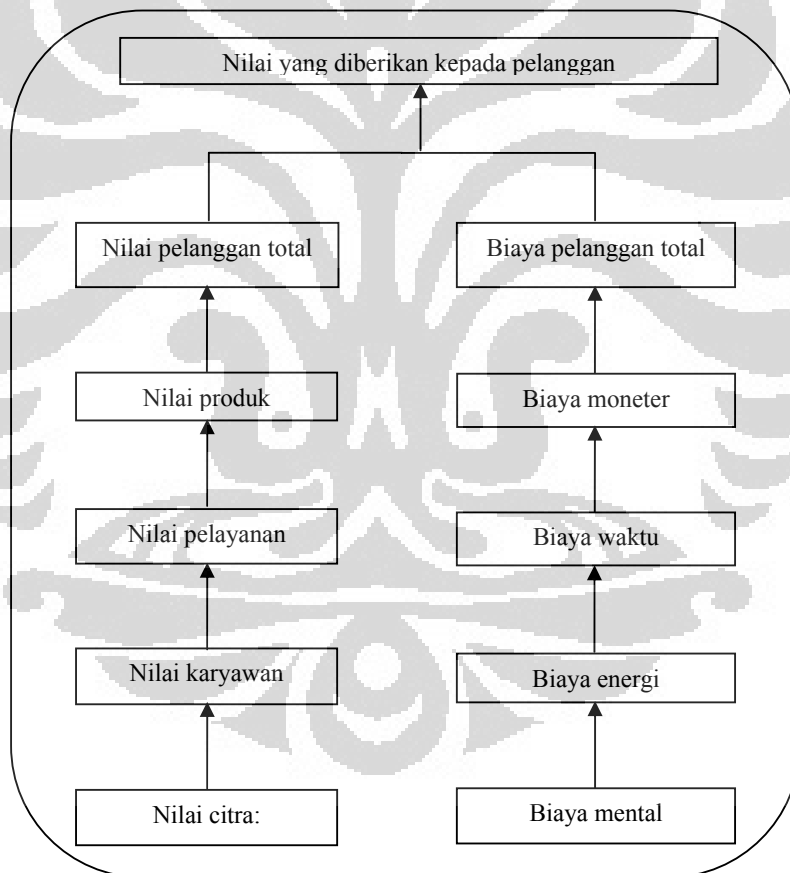 Nilai yang diberikan kepada pelanggan
Nilai pelanggan total
Biaya pelanggan total
Nilai produk
Biaya moneter
Nilai pelayanan
Biaya waktu
Nilai karyawan
Biaya energi
Nilai citra:
Biaya mental